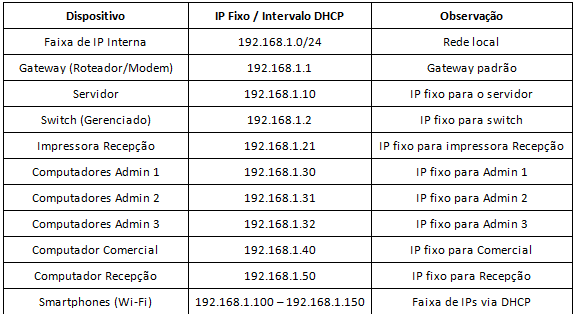 Dispositivo IP Fixo / Intervalo DHCP Observação
Faixa de IP Interna 192.168.1.0/24 Rede local
Gateway (Roteador/Modem) 192.168.1.1 Gateway padrão
Servidor 192.168.1.10 IP fixo para o servidor
Switch (Gerenciado) 192.168.1.2 IP fixo para switch
Impressora Recepção 192.168.1.21 IP fixo para impressora Recepção
Computadores Admin 1 192.168.1.30 IP fixo para Admin 1
Computadores Admin 2 192.168.1.31 IP fixo para Admin 2
Computadores Admin 3 192.168.1.32 IP fixo para Admin 3
Computador Comercial 192.168.1.40 IP fixo para Comercial
Computador Recepção 192.168.1.50 IP fixo para Recepção
Smartphones (Wi-Fi) 192.168.1.100 – 192.168.1.150 Faixa de IPs via DHCP